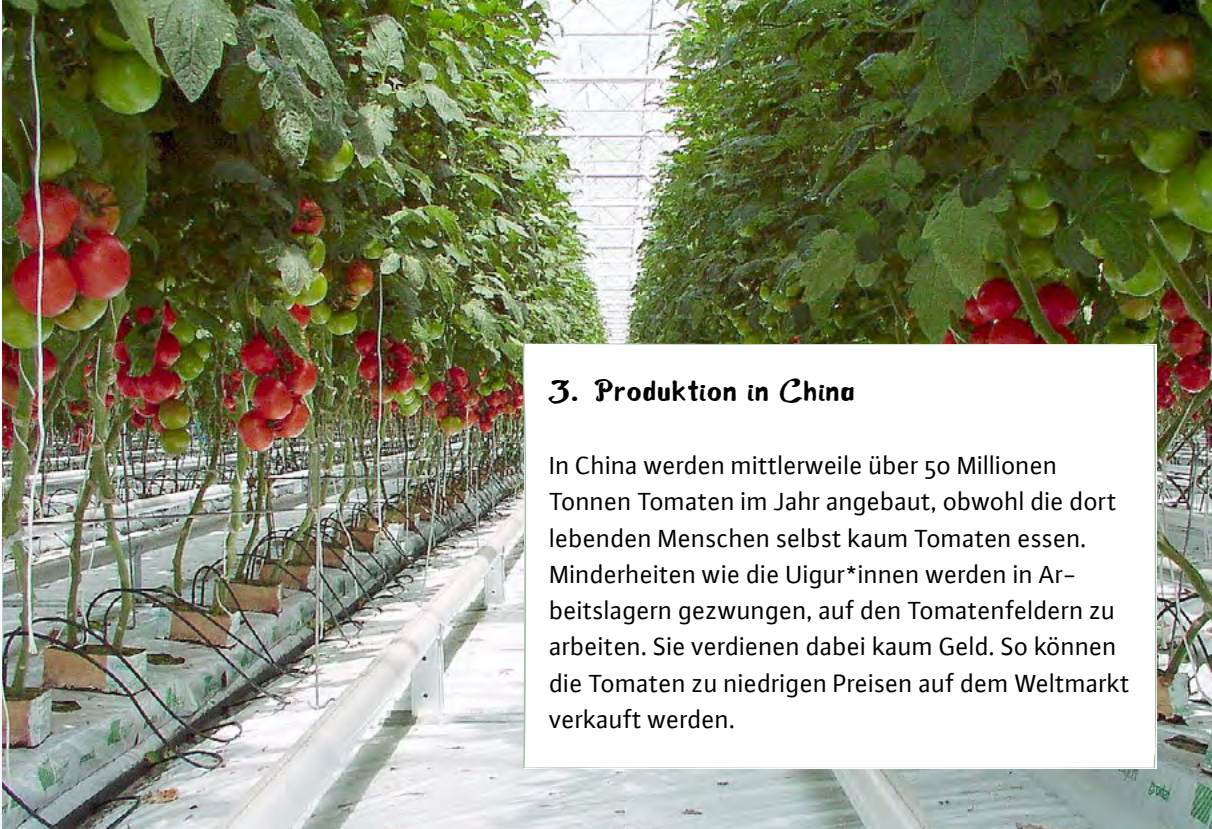 3. Produktion in China
In China werden mittlerweile über 50 Millionen
Tonnen Tomaten im Jahr angebaut, obwohl die dort
lebenden Menschen selbst kaum Tomaten essen.
Minderheiten wie die Uigur*innen werden in Ar-
beitslagern gezwungen, auf den Tomatenfeldern zu
arbeiten. Sie verdienen dabei kaum Geld. So können
die Tomaten zu niedrigen Preisen auf dem Weltmarkt
verkauft werden.